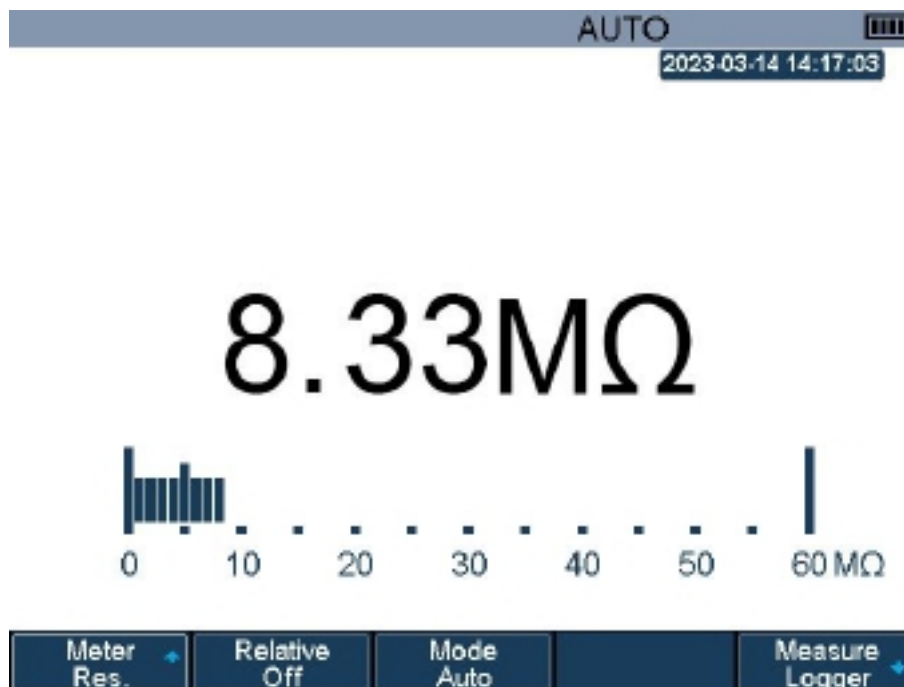 AUTO
2023-03-14 14:17:03
8.33MΩ
0 10 20 30 40 50 60 MΩ
Meter Relative Mode Measure
Res. Off Auto Logger